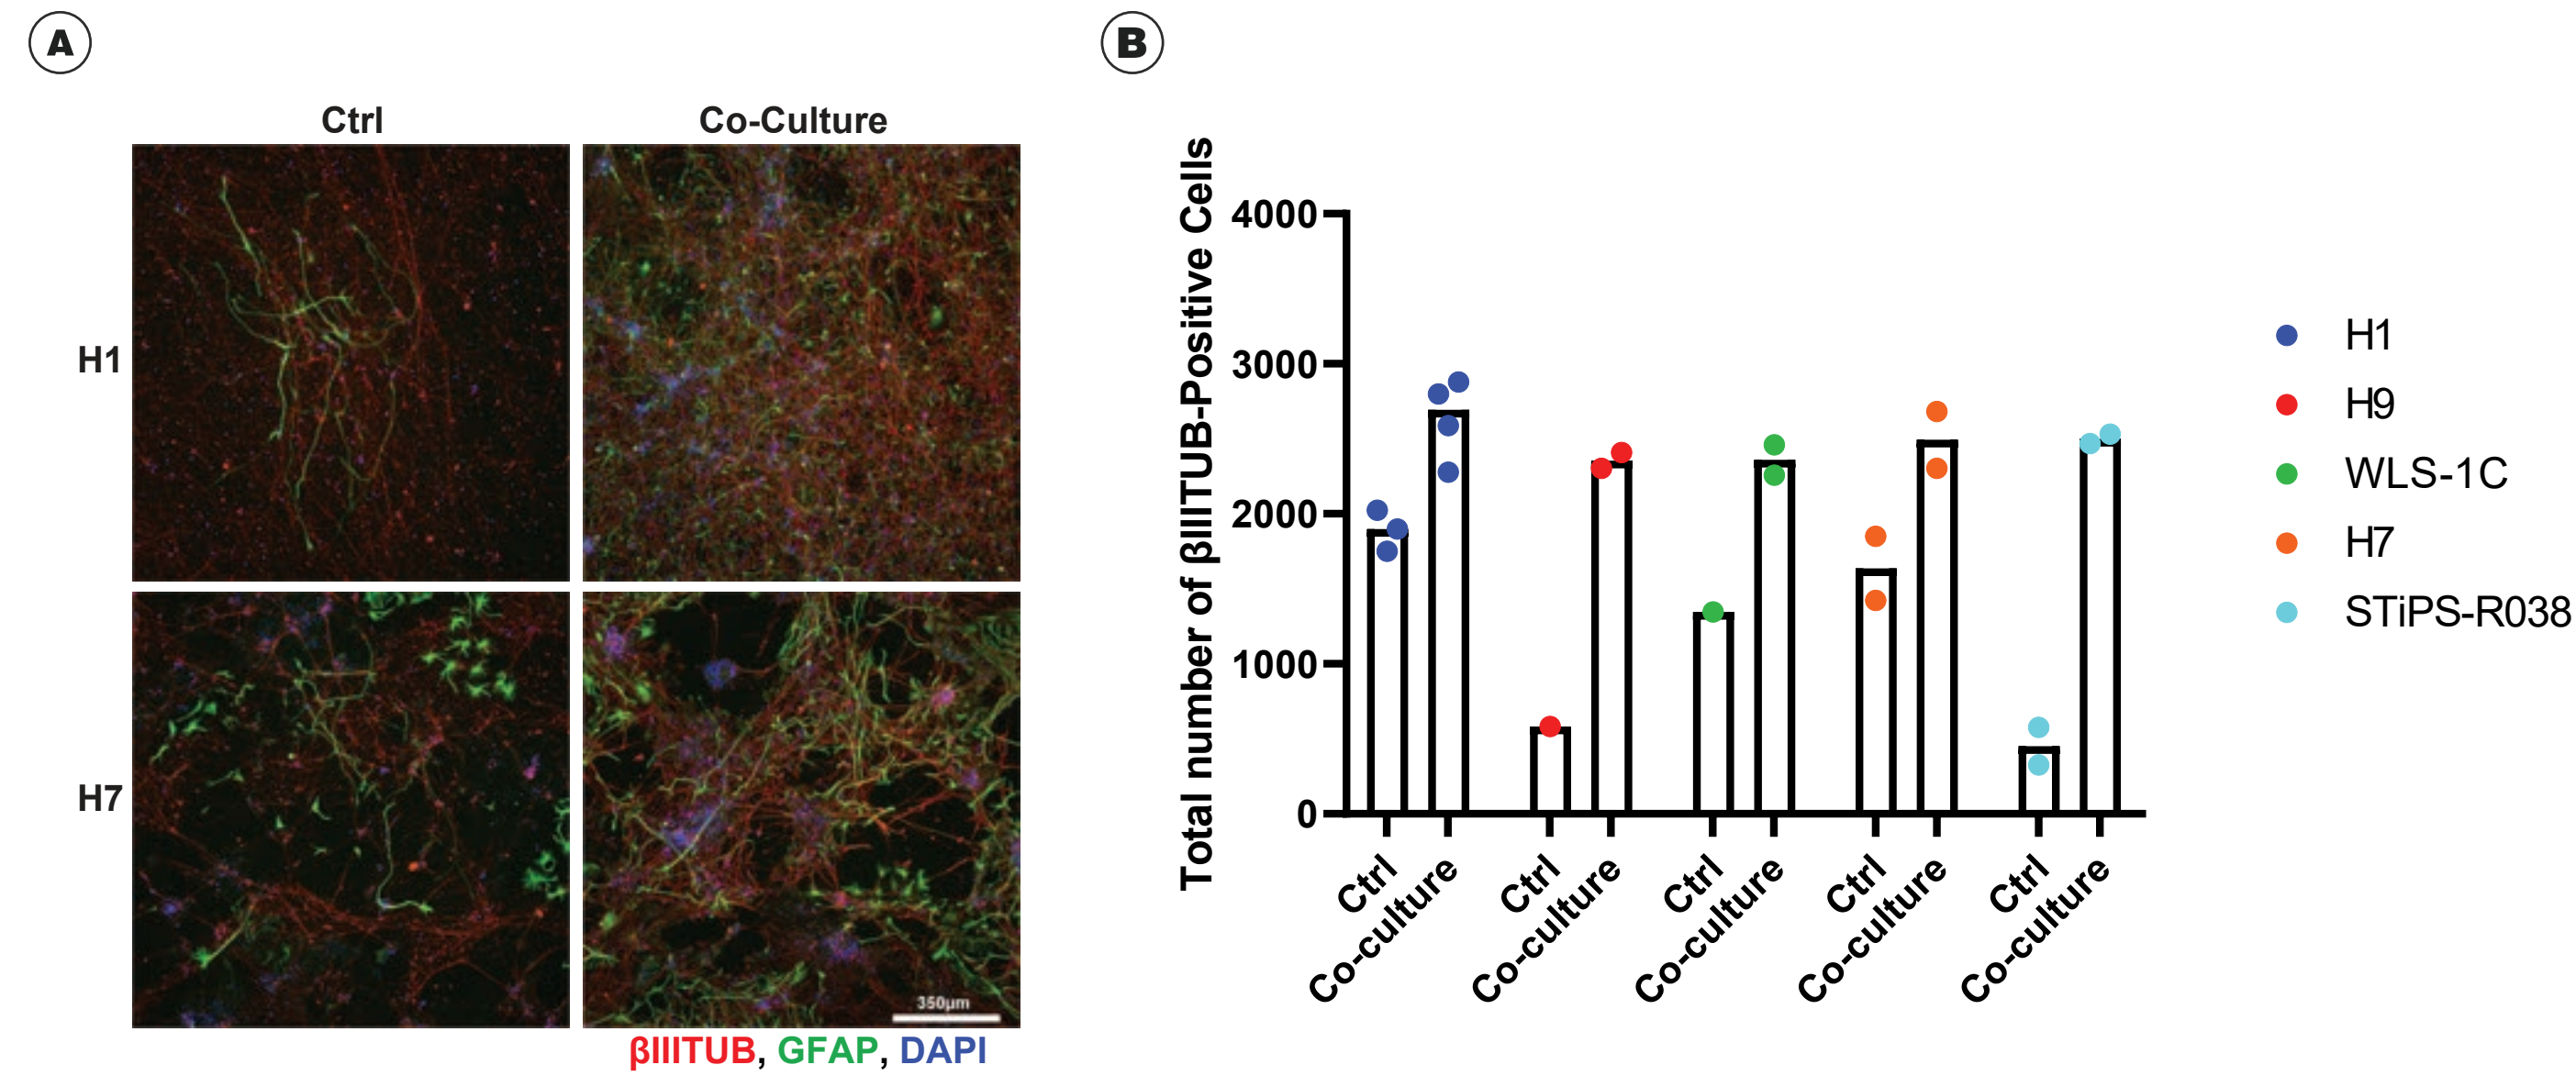 A
Ctrl
Co-Culture
H1
H7
350µm
βIIITUB, GFAP, DAPI
B
Total number of βIIITUB-Positive Cells
4000
3000
2000
1000
0
Ctrl
Co-culture
Ctrl
Co-culture
Ctrl
Co-culture
Ctrl
Co-culture
Ctrl
Co-culture
H1
H9
WLS-1C
H7
STiPS-R038